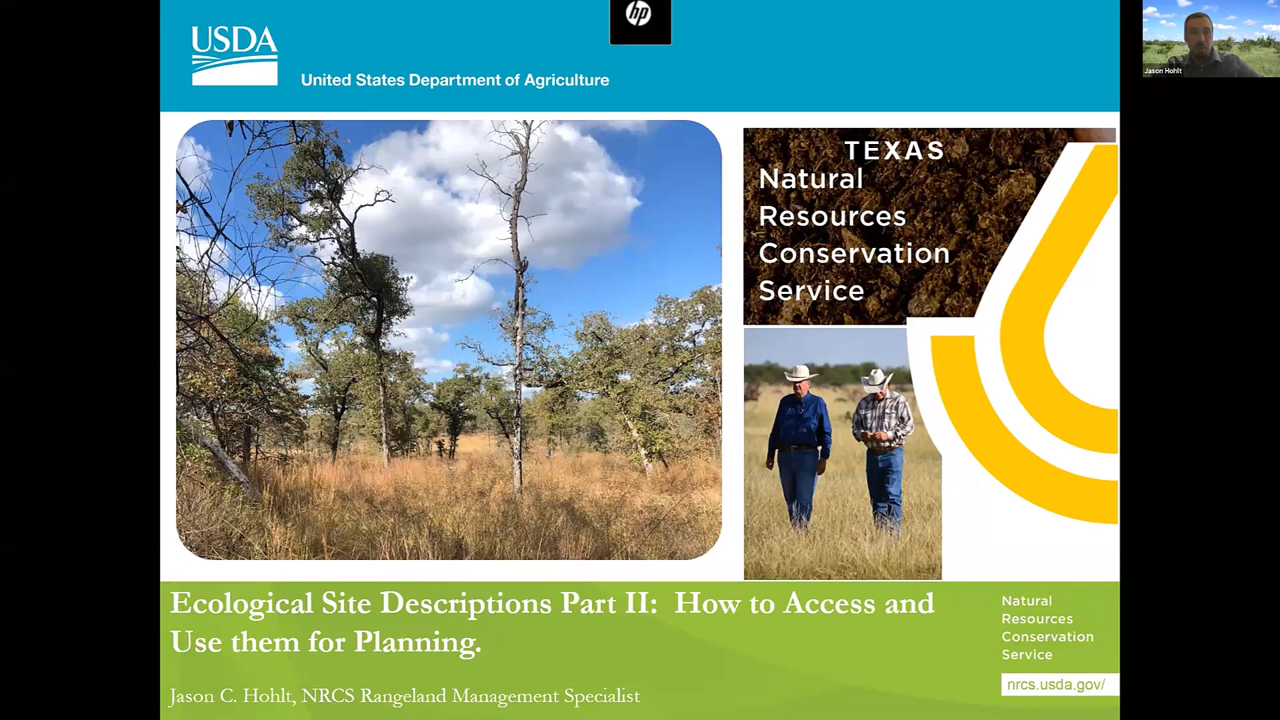 hp
USDA
United States Department of Agriculture
Jason Hohlt
TEXAS
Natural
Resources
Conservation
Service
Ecological Site Descriptions Part II: How to Access and
Use them for Planning.
Jason C. Hohlt, NRCS Rangeland Management Specialist
Natural
Resources
Conservation
Service
nrcs.usda.gov/